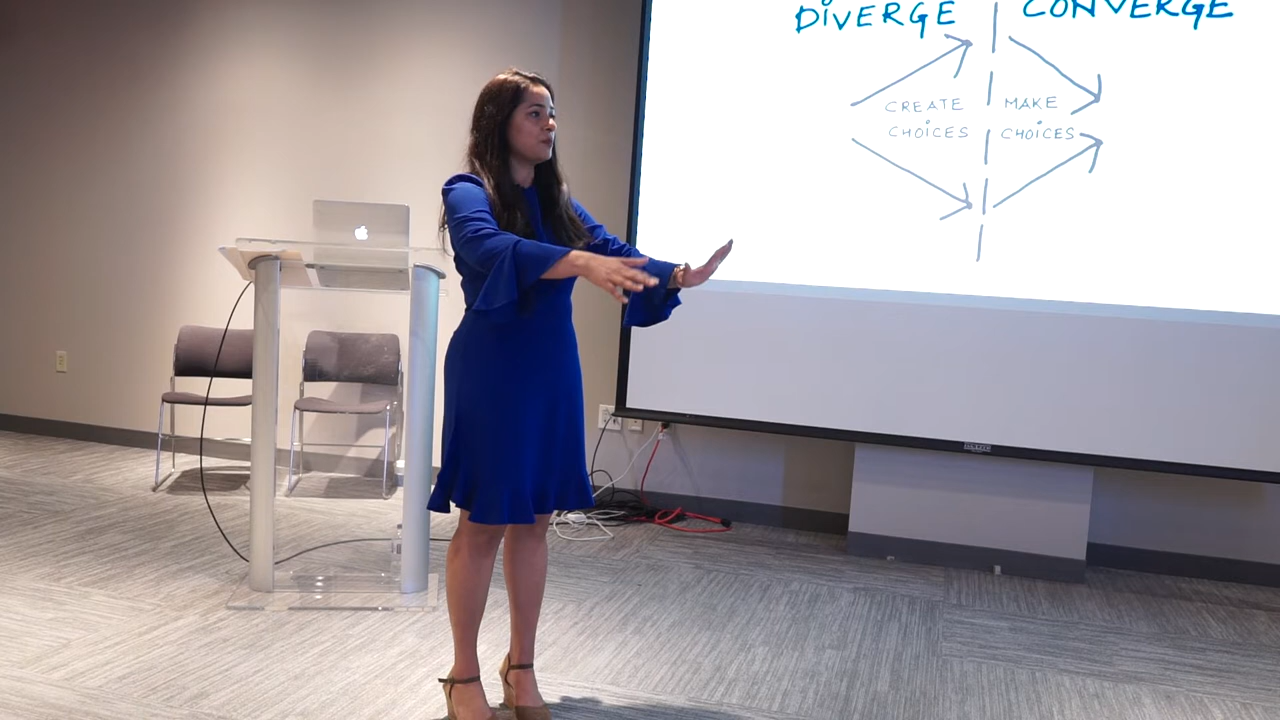 DiVERGE
CONVERGE
CREATE
CHOICES
MAKE
CHOICES